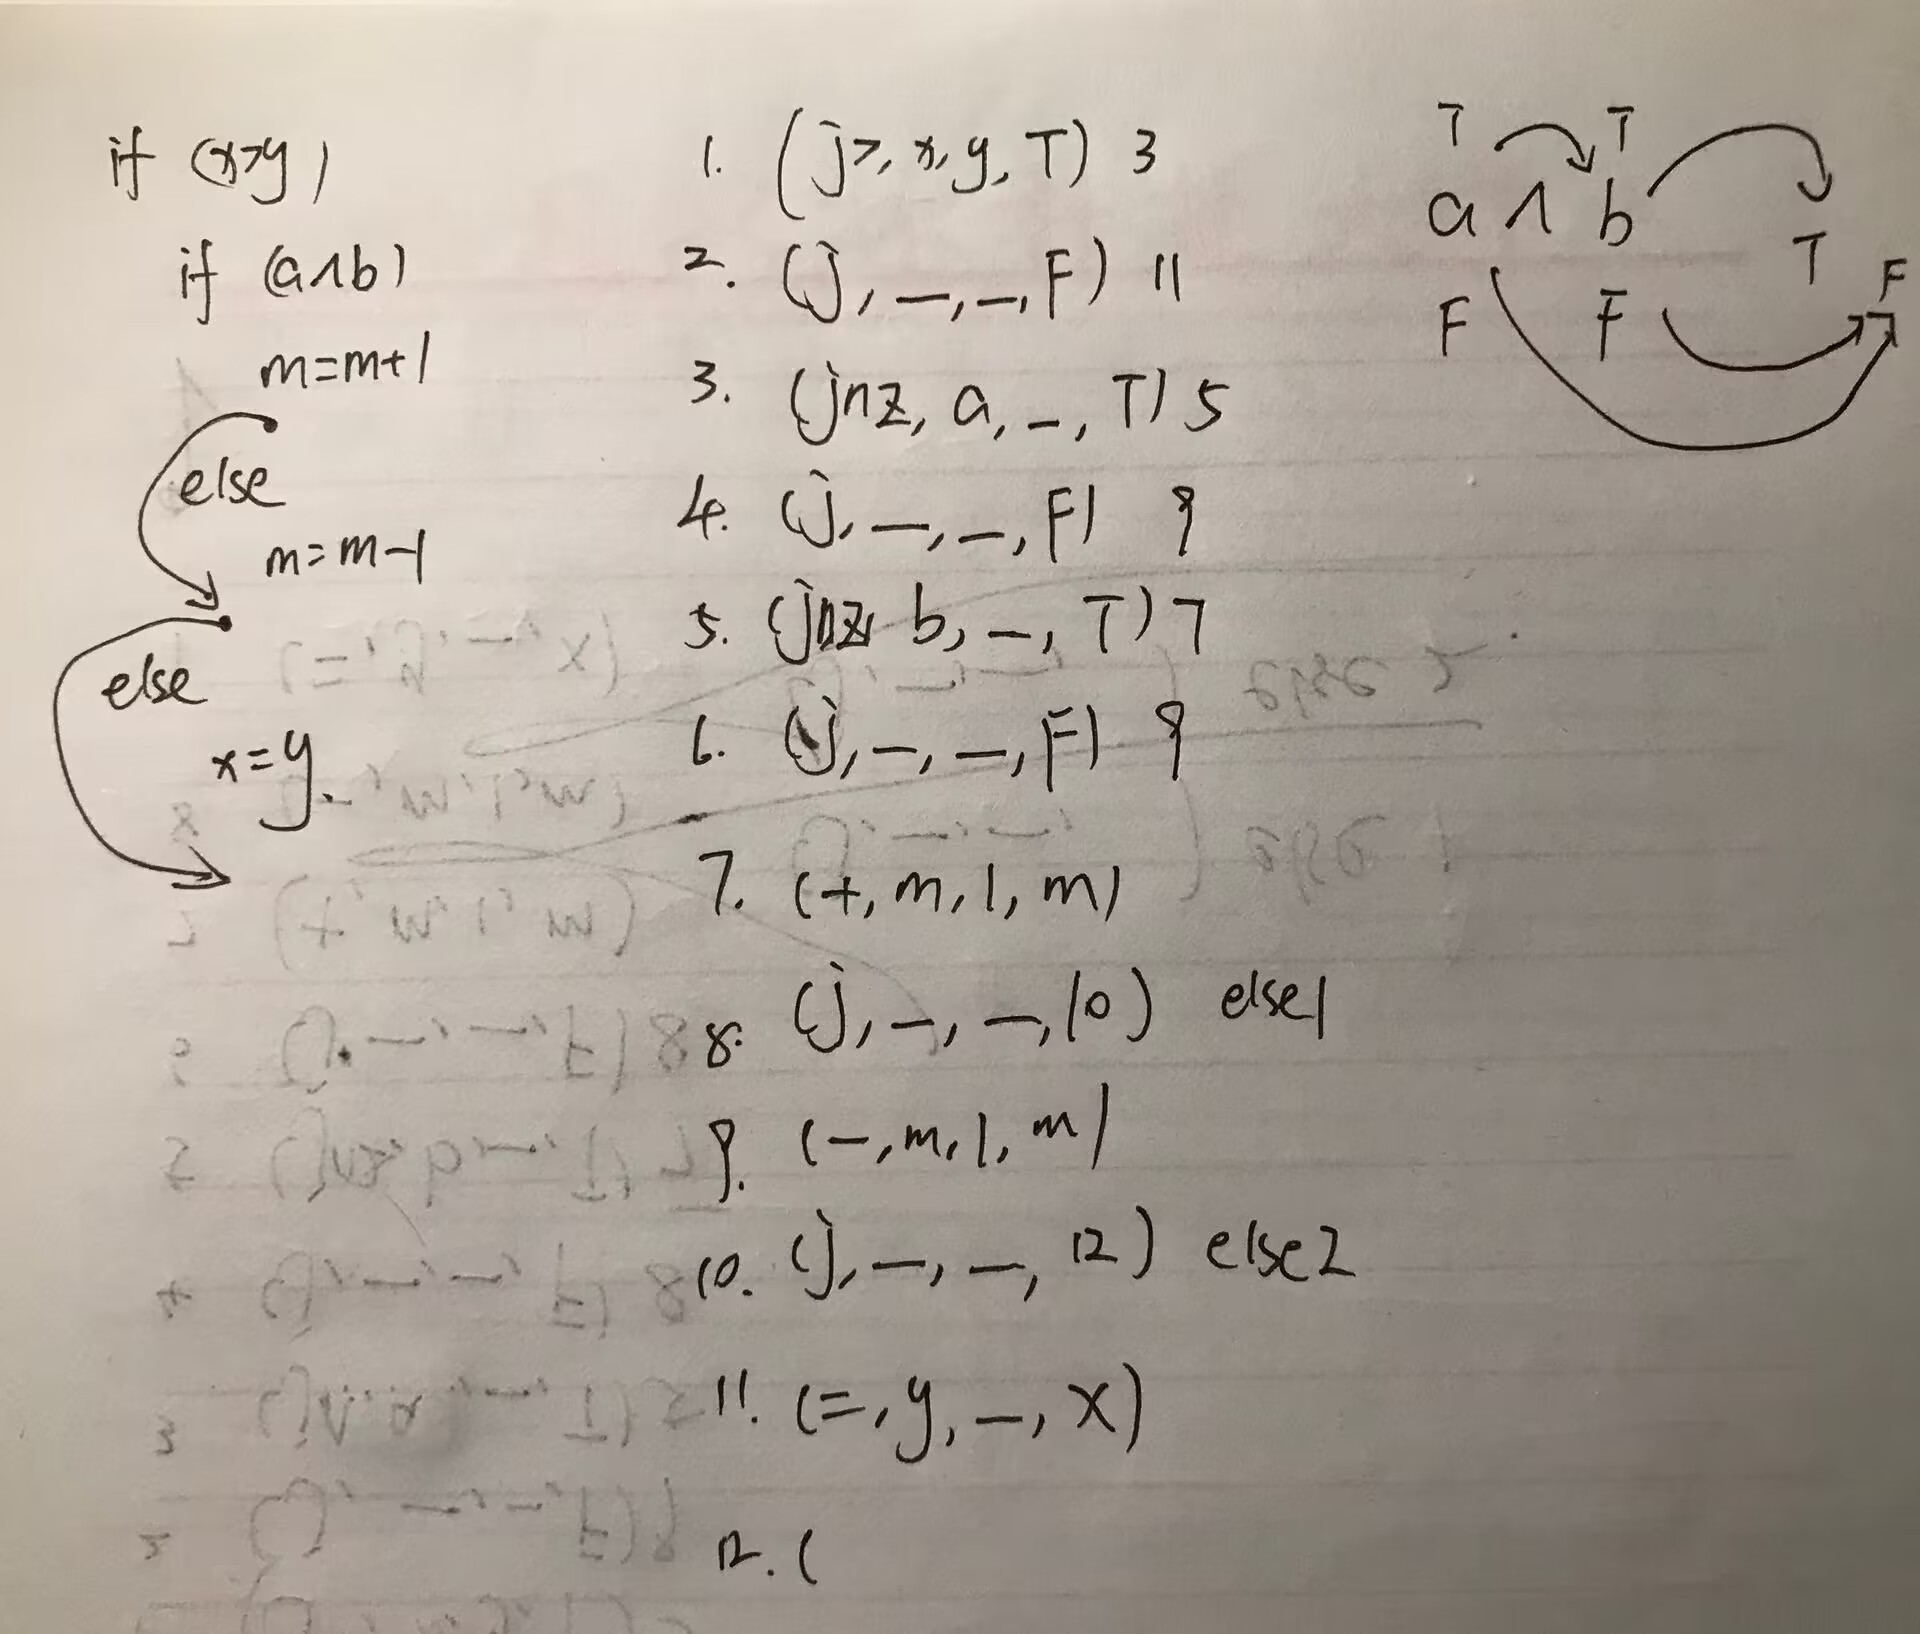 if (x>y)
if (a∧b)
m=m+1
else
m=m-1
else
x=y.
1. (j>, x, y, T) 3
2. (j, —, —, F) 11
3. (jnz, a, —, T) 5
4. (j, —, —, F) 9
5. (jnz, b, —, T) 7
6. (j, —, —, F) 9
7. (+, m, 1, m)
8. (j, —, —, 10) else1
9. (—, m, 1, m)
10. (j, —, —, 12) else2
11. (=, y, —, x)
12. (
T T
a ∧ b
T F
F F